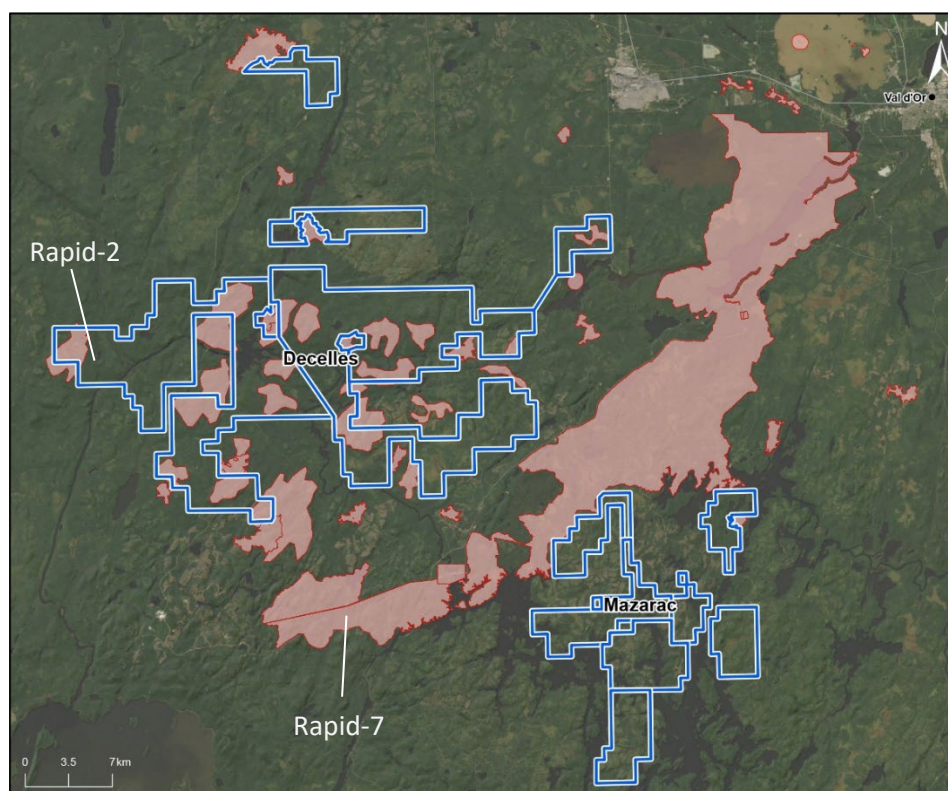 N
Val d'Or
Rapid-2
Decelles
Mazarac
Rapid-7
0 3.5 7km